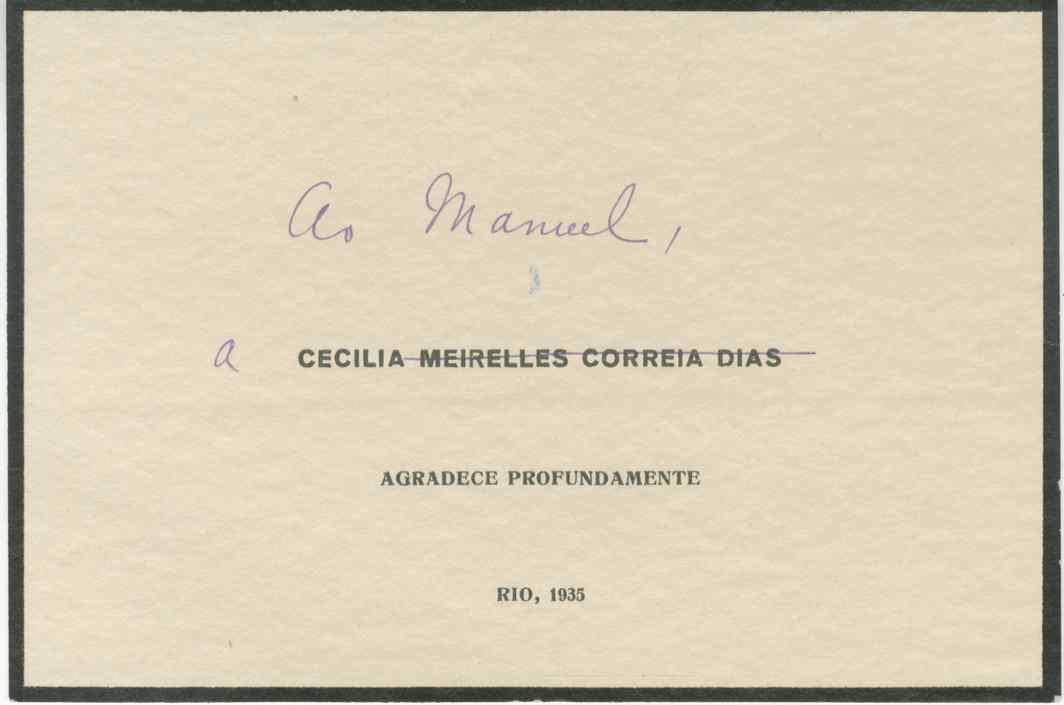 Ao Manuel,
a CECILIA MEIRELLES CORREIA DIAS
AGRADECE PROFUNDAMENTE
RIO, 1935